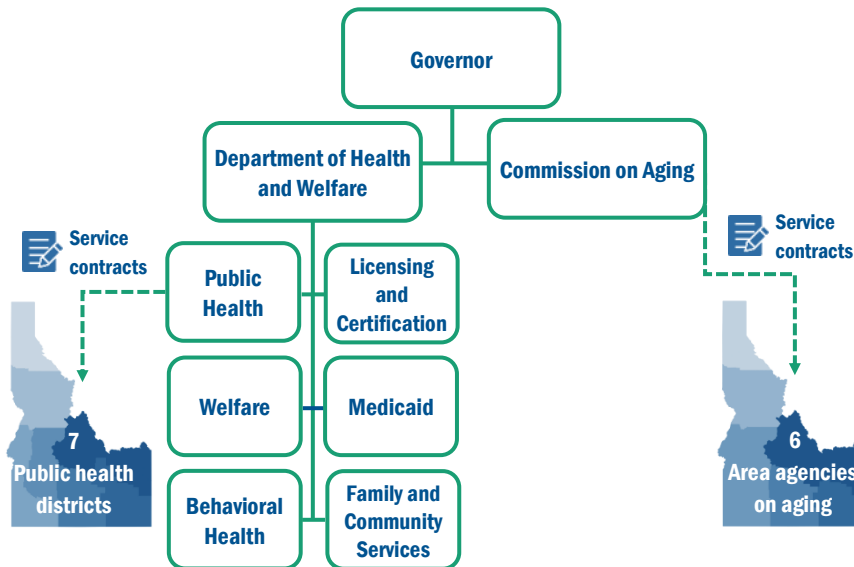 Governor
Department of Health
and Welfare
Commission on Aging
Service
contracts
Service
contracts
Public
Health
Licensing
and
Certification
Welfare
Medicaid
7
Public health
districts
6
Area agencies
on aging
Behavioral
Health
Family and
Community
Services